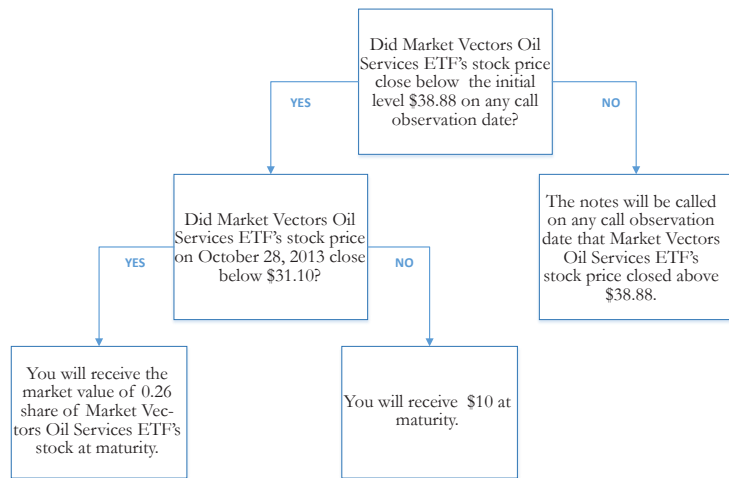 Did Market Vectors Oil
Services ETF's stock price
close below the initial
level $38.88 on any call
observation date?
YES
NO
Did Market Vectors Oil
Services ETF's stock price
on October 28, 2013 close
below $31.10?
The notes will be called
on any call observation
date that Market Vectors
Oil Services ETF's
stock price closed above
$38.88.
YES
NO
You will receive the
market value of 0.26
share of Market Vec-
tors Oil Services ETF's
stock at maturity.
You will receive $10 at
maturity.